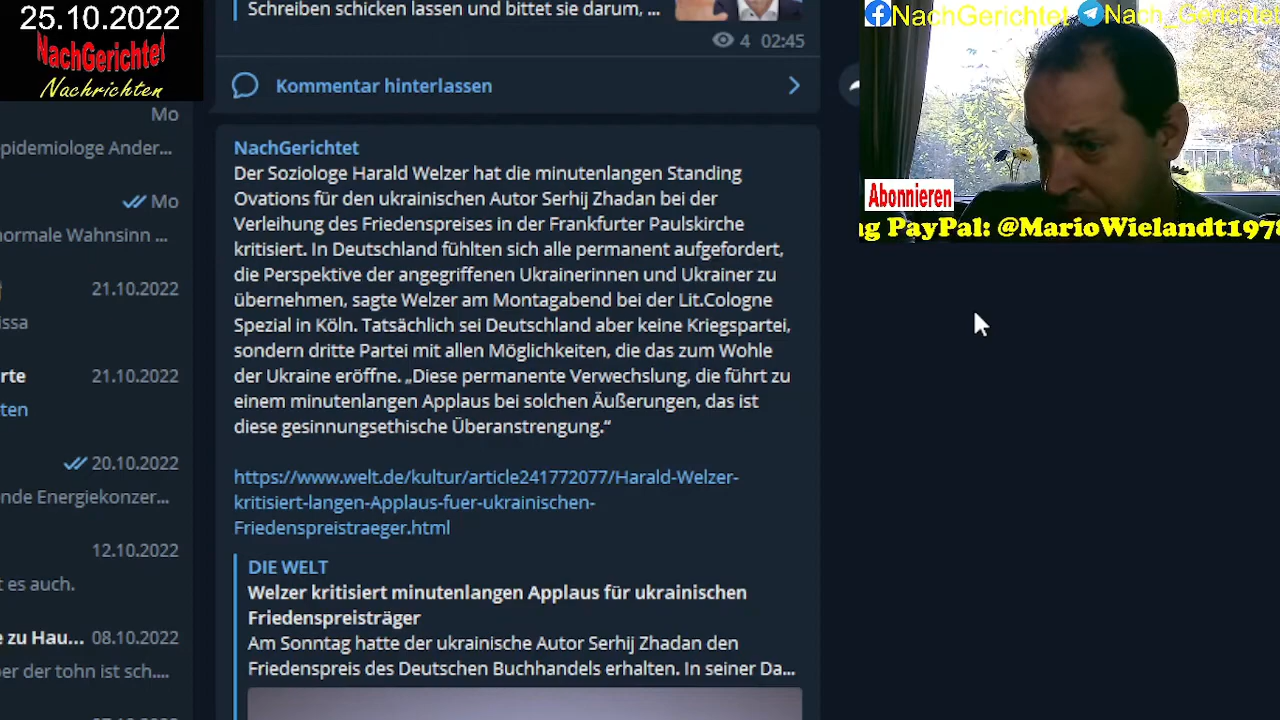 25.10.2022
NachGerichtet
Nachrichten
Mo
pidemiologe Ander...
Mo
normale Wahnsinn ...
21.10.2022
issa
rte
21.10.2022
ten
20.10.2022
nde Energiekonzer...
12.10.2022
t es auch.
e zu Hau...
08.10.2022
er der tohn ist sch....
Schreiben schicken lassen und bittet sie darum, ...
4 02:45
Kommentar hinterlassen
NachGerichtet
Der Soziologe Harald Welzer hat die minutenlangen Standing
Ovations für den ukrainischen Autor Serhij Zhadan bei der
Verleihung des Friedenspreises in der Frankfurter Paulskirche
kritisiert. In Deutschland fühlten sich alle permanent aufgefordert,
die Perspektive der angegriffenen Ukrainerinnen und Ukrainer zu
übernehmen, sagte Welzer am Montagabend bei der Lit.Cologne
Spezial in Köln. Tatsächlich sei Deutschland aber keine Kriegspartei,
sondern dritte Partei mit allen Möglichkeiten, die das zum Wohle
der Ukraine eröffne. „Diese permanente Verwechslung, die führt zu
einem minutenlangen Applaus bei solchen Äußerungen, das ist
diese gesinnungsethische Überanstrengung.“
https://www.welt.de/kultur/article241772077/Harald-Welzer-
kritisiert-langen-Applaus-fuer-ukrainischen-
Friedenspreistraeger.html
DIE WELT
Welzer kritisiert minutenlangen Applaus für ukrainischen
Friedenspreisträger
Am Sonntag hatte der ukrainische Autor Serhij Zhadan den
Friedenspreis des Deutschen Buchhandels erhalten. In seiner Da...
NachGerichtet Nach_Gerichtet
Abonnieren
g PayPal: @MarioWielandt1978